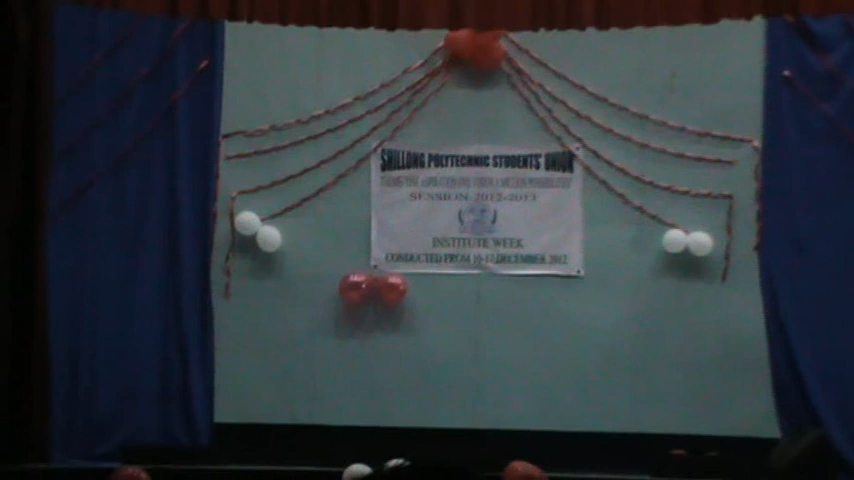 SHILLONG POLYTECHNIC STUDENTS' UNION
SESSION-2012-2013
INSTITUTE WEEK
CONDUCTED FROM 10-13 DECEMBER 2012